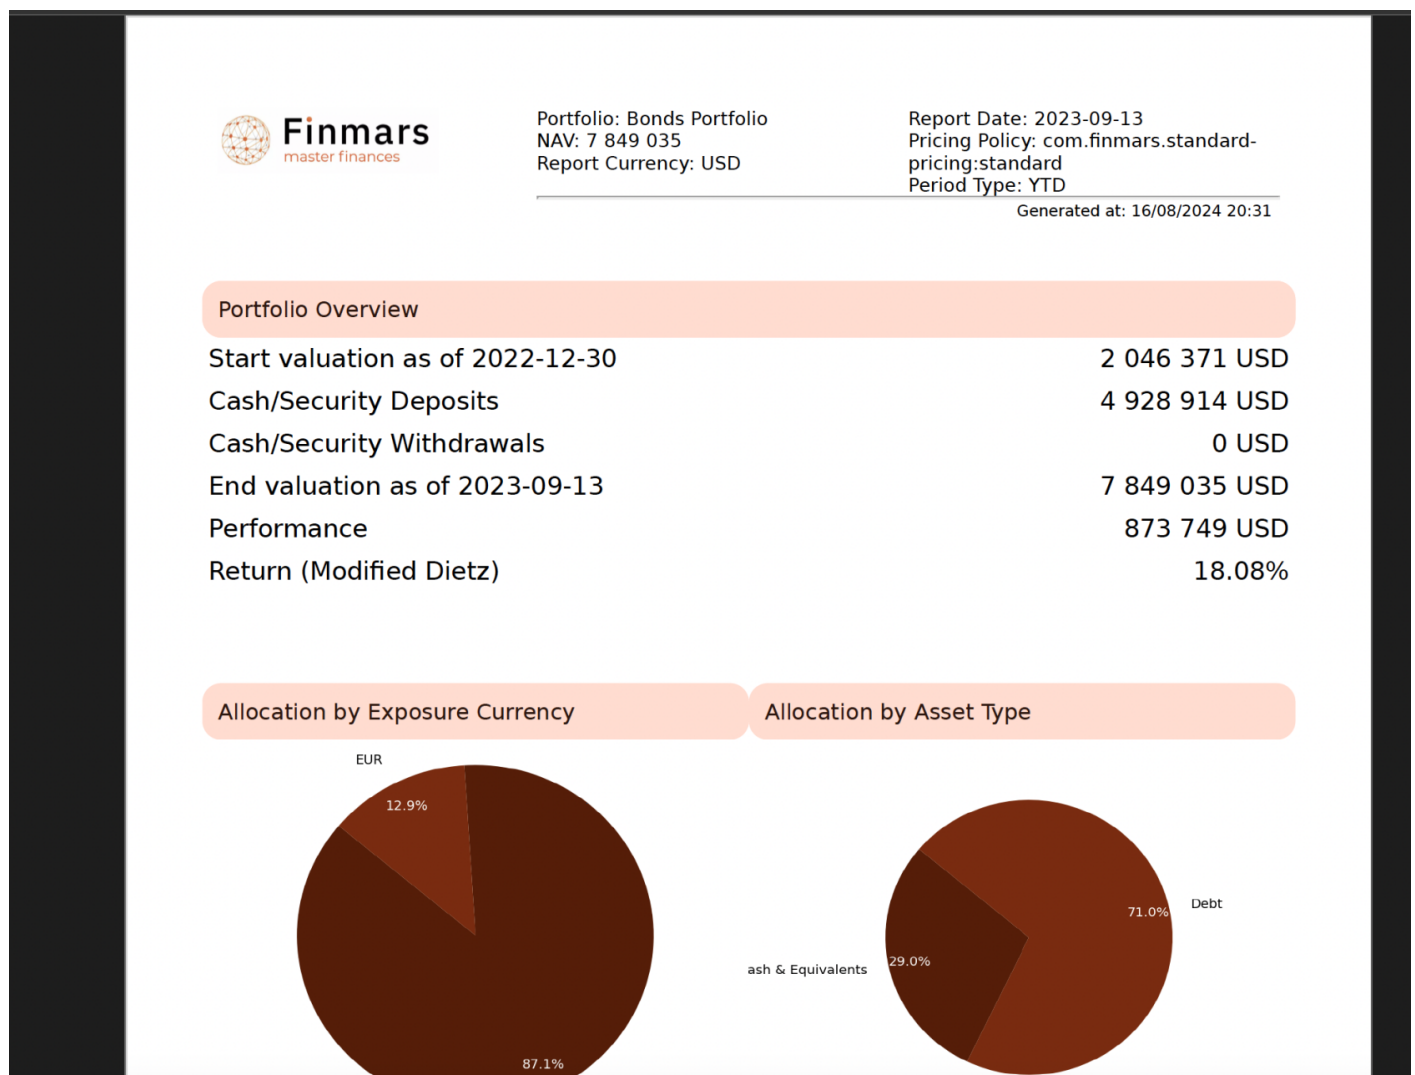 Finmars
master finances
Portfolio: Bonds Portfolio
NAV: 7 849 035
Report Currency: USD
Report Date: 2023-09-13
Pricing Policy: com.finmars.standard-
pricing:standard
Period Type: YTD
Generated at: 16/08/2024 20:31
Portfolio Overview
Start valuation as of 2022-12-30 2 046 371 USD
Cash/Security Deposits 4 928 914 USD
Cash/Security Withdrawals 0 USD
End valuation as of 2023-09-13 7 849 035 USD
Performance 873 749 USD
Return (Modified Dietz) 18.08%
Allocation by Exposure Currency
EUR
12.9%
87.1%
Allocation by Asset Type
71.0%
Debt
ash & Equivalents
29.0%